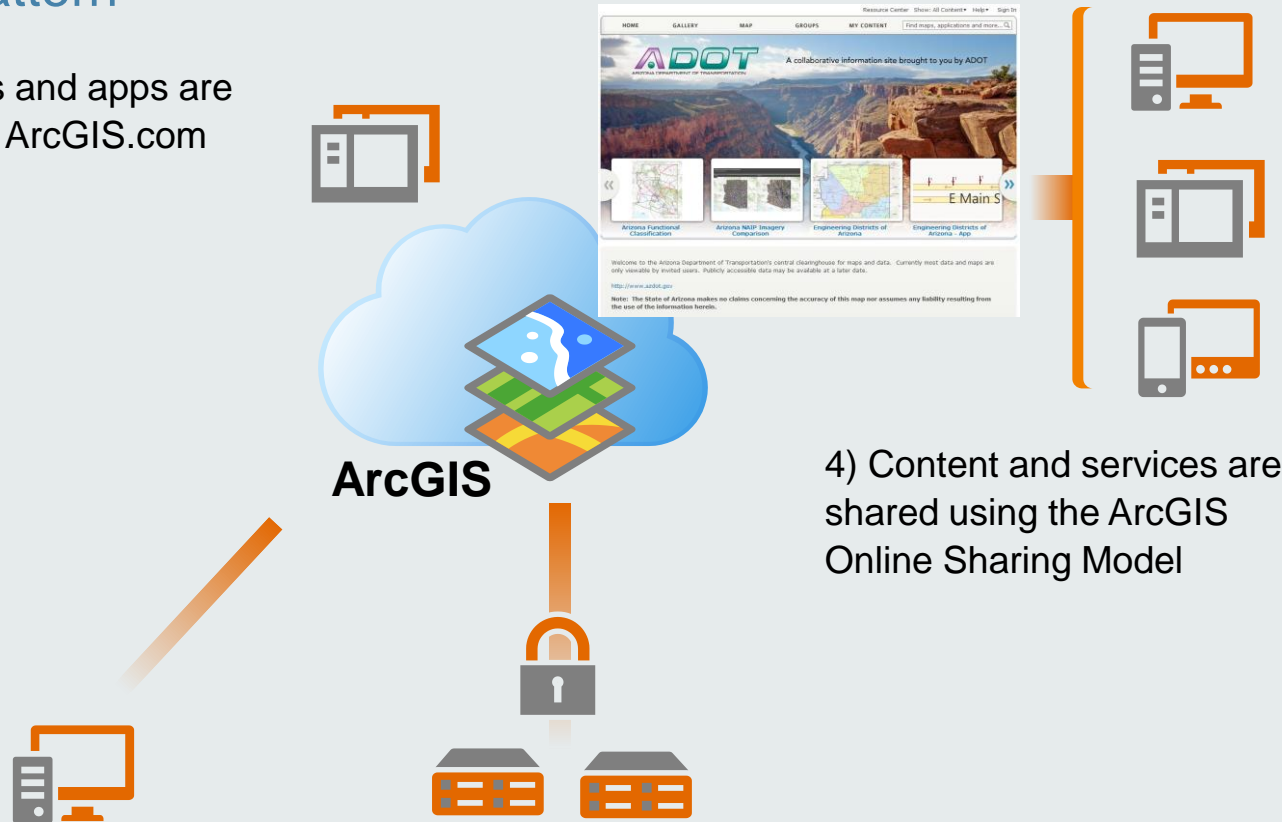 s and apps are
ArcGIS.com
Resource Center Show: All Content Help Sign In
HOME GALLERY MAP GROUPS MY CONTENT Find maps, applications and more...
ADOT
ARIZONA DEPARTMENT OF TRANSPORTATION
A collaborative information site brought to you by ADOT
E Main S
Arizona Functional
Classification
Arizona NAIP Imagery
Comparison
Engineering Districts of
Arizona
Engineering Districts of
Arizona - App
Welcome to the Arizona Department of Transportation's central clearinghouse for maps and data. Currently most data and maps are
only viewable by invited users. Publicly accessible data may be available at a later date.
http://www.azdot.gov
Note: The State of Arizona makes no claims concerning the accuracy of this map nor assumes any liability resulting from
the use of the information herein.
ArcGIS
4) Content and services are
shared using the ArcGIS
Online Sharing Model